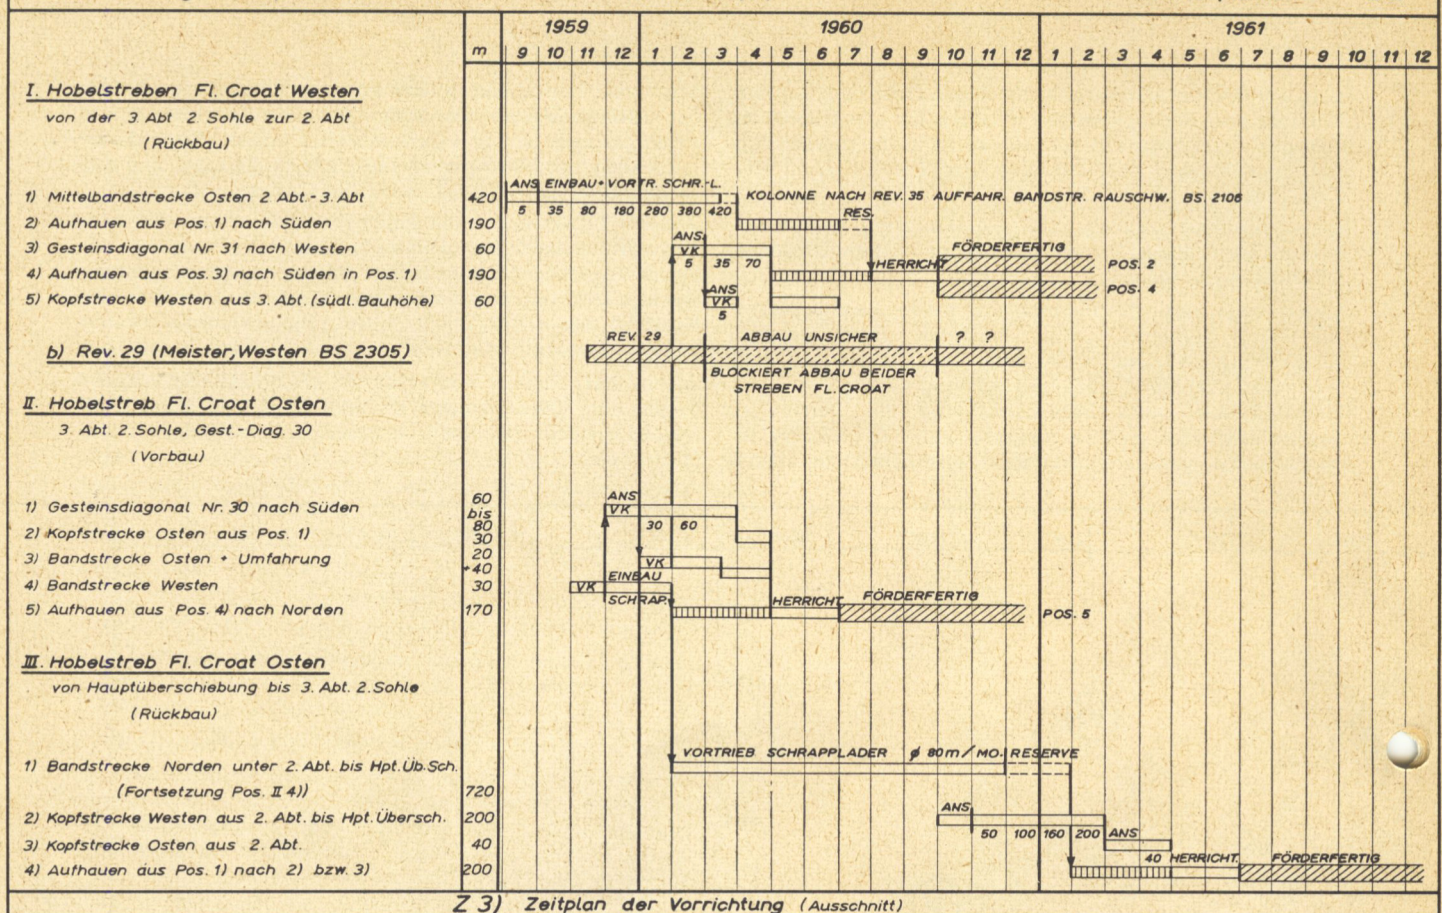 1959 1960 1961
m 9 10 11 12 1 2 3 4 5 6 7 8 9 10 11 12 1 2 3 4 5 6 7 8 9 10 11 12
I. Hobelstreben Fl. Croat Westen
von der 3 Abt 2. Sohle zur 2. Abt
(Rückbau)
ANS EINBAU + VORTR. SCHR.-L.
1) Mittelbandstrecke Osten 2 Abt. - 3. Abt 420 KOLONNE NACH REV. 35 AUFFAHR. BANDSTR. RAUSCHW. BS. 2106
5 35 80 180 280 380 420 RES.
2) Aufhauen aus Pos. 1) nach Süden 190
ANS.
3) Gesteinsdiagonal Nr. 31 nach Westen 60 VK FÖRDERFERTIG
5 35 70 HERRICHT POS. 2
4) Aufhauen aus Pos. 3) nach Süden in Pos. 1) 190
ANS POS. 4
5) Kopfstrecke Westen aus 3. Abt. (südl. Bauhöhe) 60 VK
5
REV. 29 ABBAU UNSICHER ? ?
b) Rev. 29 (Meister, Westen BS 2305)
BLOCKIERT ABBAU BEIDER
STREBEN FL. CROAT
II. Hobelstreb Fl. Croat Osten
3. Abt. 2. Sohle, Gest.-Diag. 30
(Vorbau)
ANS
1) Gesteinsdiagonal Nr. 30 nach Süden 60 bis 80 VK
30 60
2) Kopfstrecke Osten aus Pos. 1) 30
3) Bandstrecke Osten + Umfahrung 20 + 40 VK
EINBAU
4) Bandstrecke Westen 30 VK
SCHRAP. HERRICHT. FÖRDERFERTIG
5) Aufhauen aus Pos. 4) nach Norden 170 POS. 5
III. Hobelstreb Fl. Croat Osten
von Hauptüberschiebung bis 3. Abt. 2. Sohle
(Rückbau)
VORTRIEB SCHRAPPLADER ø 80m/MO. RESERVE
1) Bandstrecke Norden unter 2. Abt. bis Hpt. Üb. Sch.
(Fortsetzung Pos. II 4)) 720
ANS
2) Kopfstrecke Westen aus 2. Abt. bis Hpt. Übersch. 200
50 100 160 200 ANS
3) Kopfstrecke Osten aus 2. Abt. 40
40 HERRICHT. FÖRDERFERTIG
4) Aufhauen aus Pos. 1) nach 2) bzw. 3) 200
Z 3) Zeitplan der Vorrichtung (Ausschnitt)